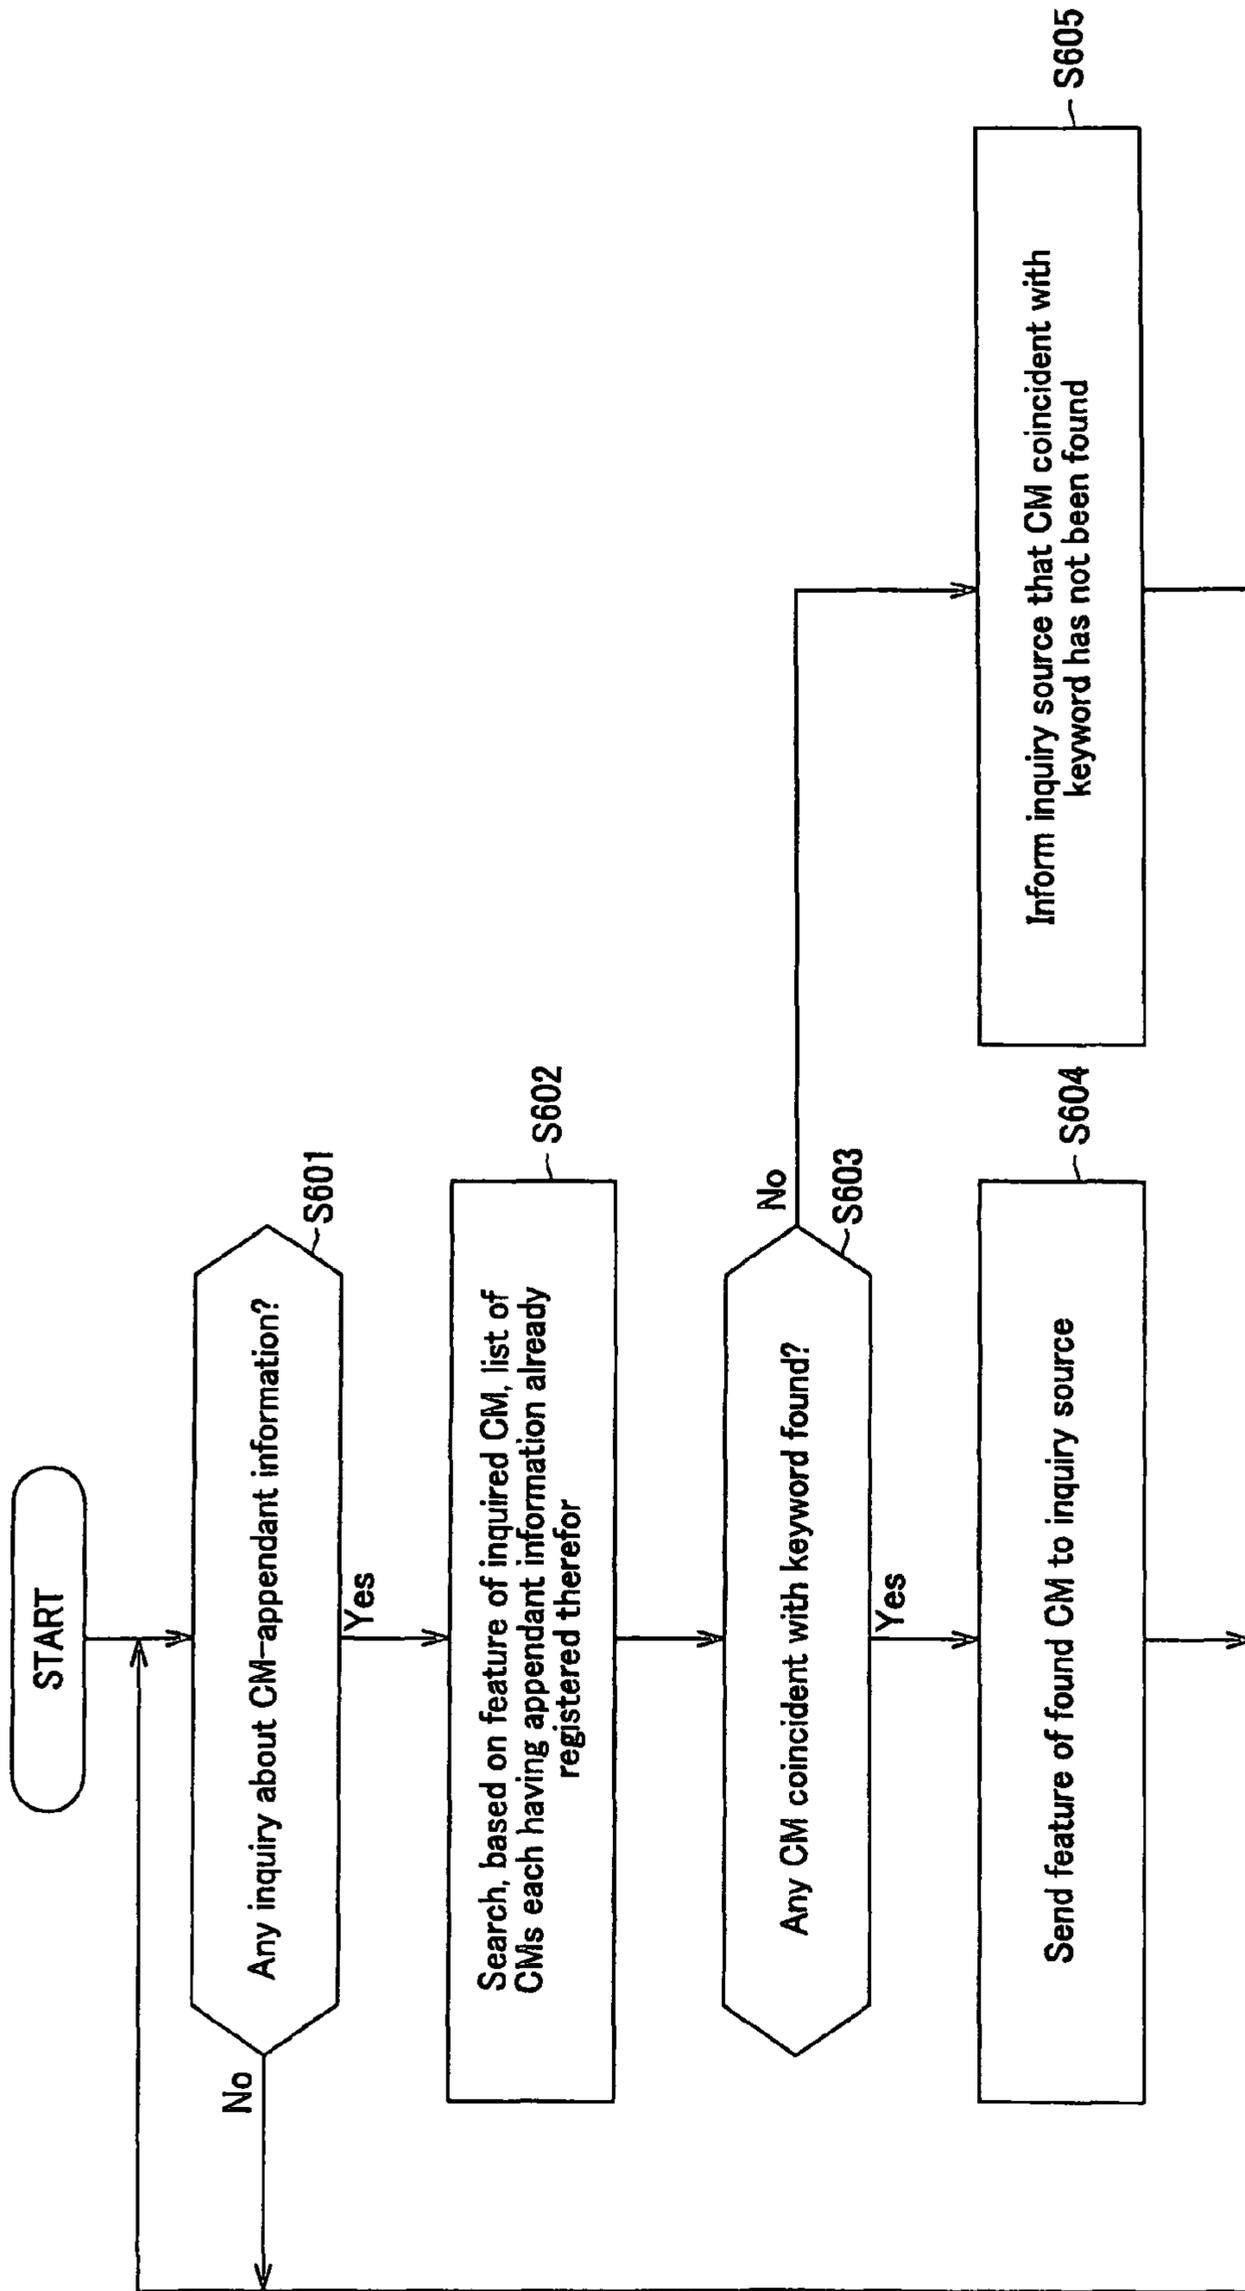 START
Any inquiry about CM-appendant information?
S601
No
Yes
Search, based on feature of inquired CM, list of
CMs each having appendant information already
registered therefor
S602
Any CM coincident with keyword found?
S603
No
Yes
Send feature of found CM to inquiry source
S604
Inform inquiry source that CM coincident with
keyword has not been found
S605